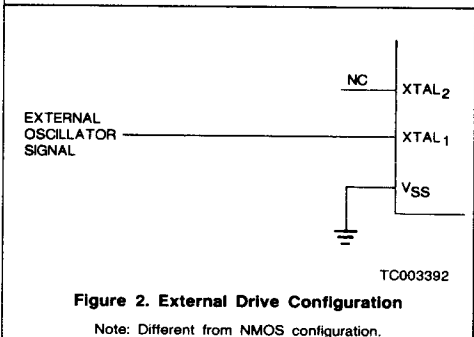 NC
XTAL2
EXTERNAL
OSCILLATOR
SIGNAL
XTAL1
VSS
TC003392
Figure 2. External Drive Configuration
Note: Different from NMOS configuration.